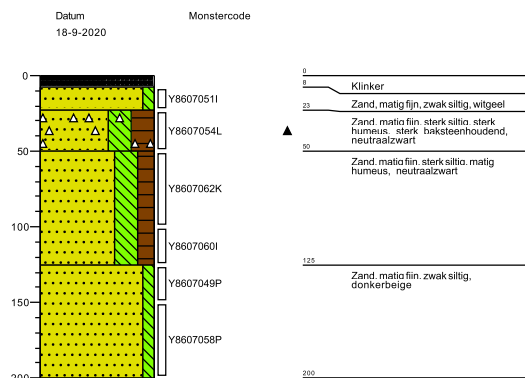 Datum
Monstercode
18-9-2020
0
Y8607051I
Y8607054L
50
Y8607062K
100
Y8607060I
Y8607049P
150
Y8607058P
200
0
8
Klinker
23
Zand, matig fijn, zwak siltig, witgeel
Zand, matig fijn, sterk siltig, sterk
humeus, sterk baksteenhoudend,
neutraalzwart
50
Zand, matig fijn, sterk siltig, matig
humeus, neutraalzwart
125
Zand, matig fijn, zwak siltig,
donkerbeige
200